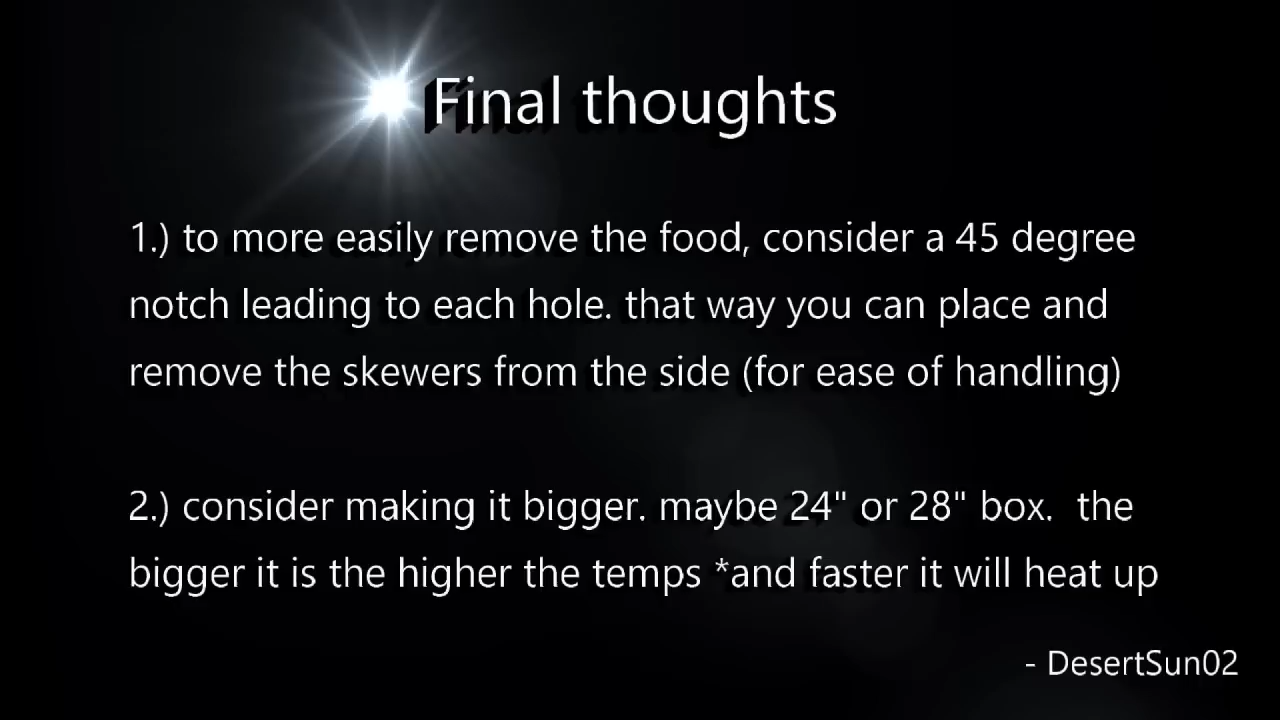 Final thoughts
1.) to more easily remove the food, consider a 45 degree
notch leading to each hole. that way you can place and
remove the skewers from the side (for ease of handling)
2.) consider making it bigger. maybe 24" or 28" box.  the
bigger it is the higher the temps *and faster it will heat up
- DesertSun02